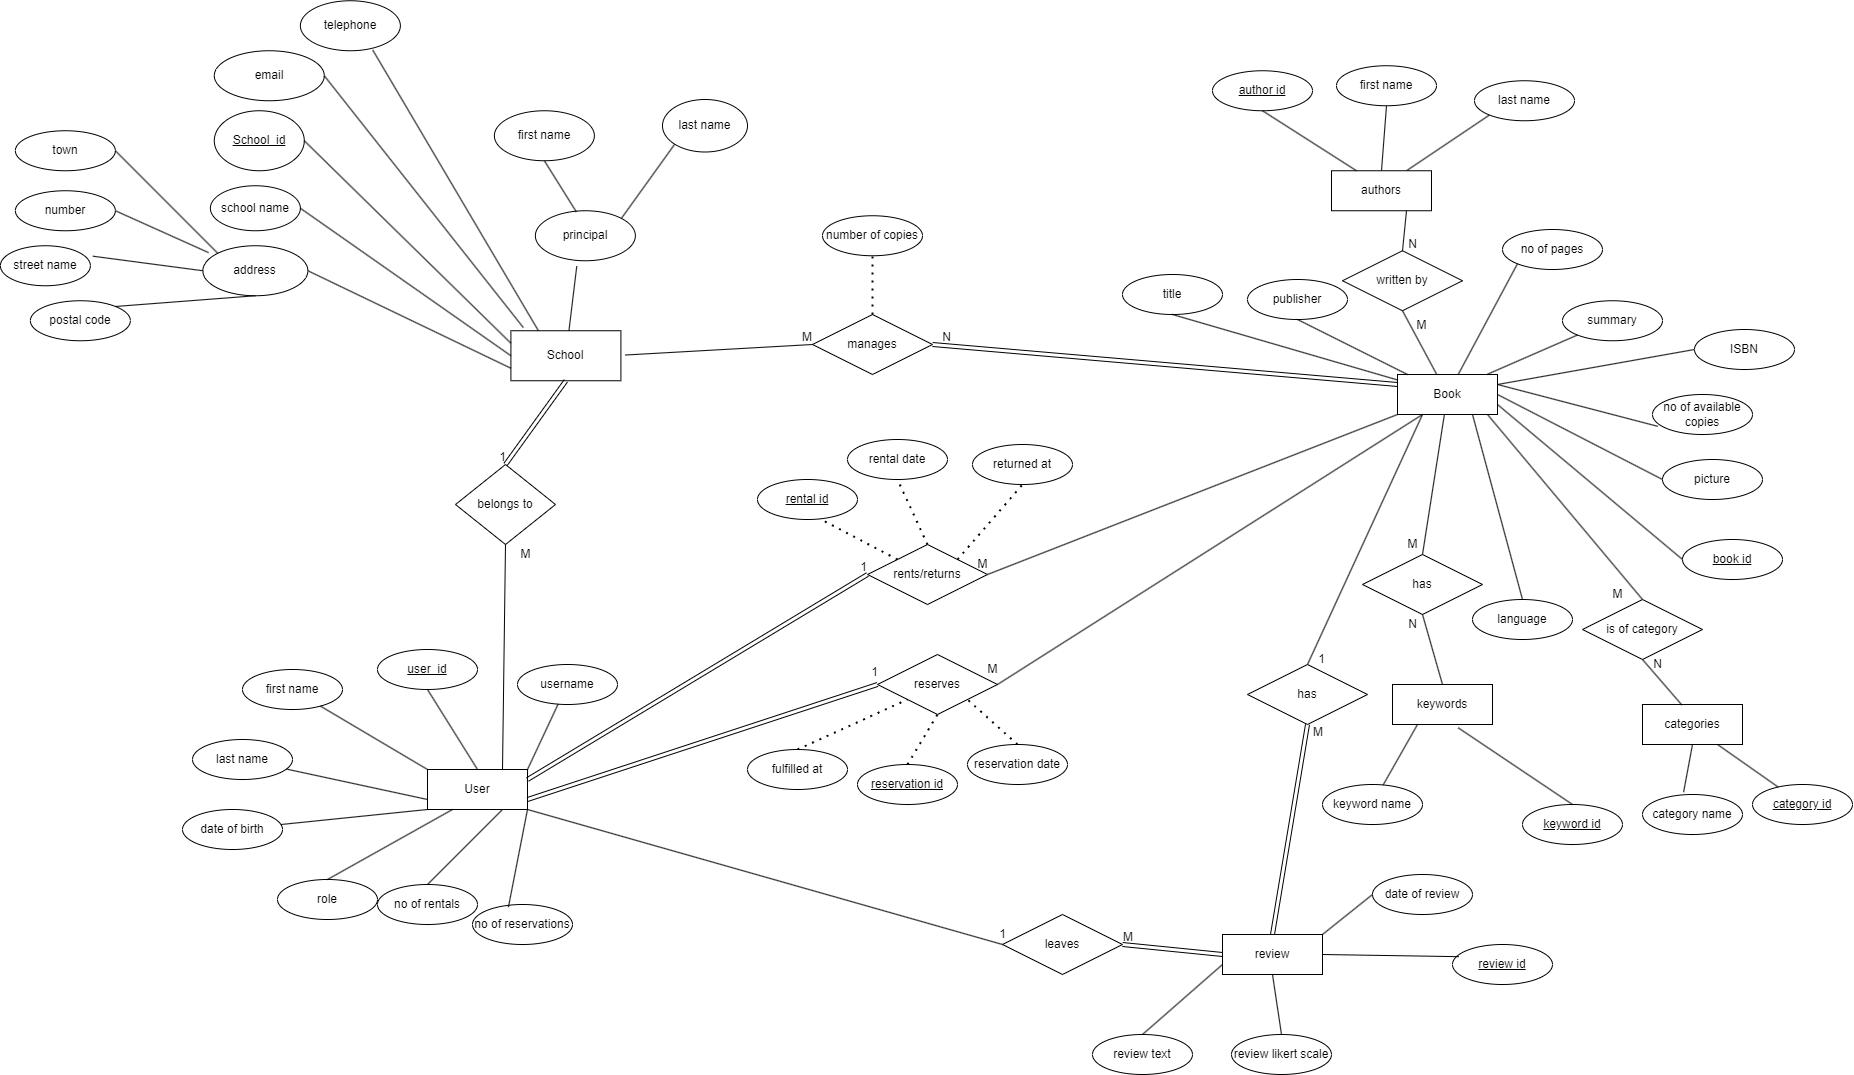 telephone
email
School_id
first name
last name
town
number
school name
street name
address
postal code
principal
School
number of copies
M
manages
N
author id
first name
last name
authors
N
written by
M
title
publisher
no of pages
summary
ISBN
Book
no of available
copies
picture
book id
1
belongs to
M
rental date
returned at
rental id
1
rents/returns
M
M
has
N
language
M
is of category
N
1
has
M
keywords
categories
keyword name
keyword id
category name
category id
first name
user_id
username
last name
User
date of birth
role
no of rentals
no of reservations
1
reserves
M
fulfilled at
reservation id
reservation date
1
leaves
M
review
date of review
review id
review text
review likert scale